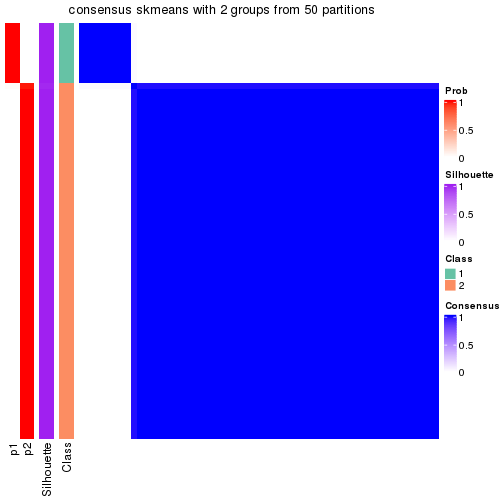 consensus skmeans with 2 groups from 50 partitions
Prob
1
0.5
0
Silhouette
1
0.5
0
Class
1
2
Consensus
1
0.5
0
p1
p2
Silhouette
Class